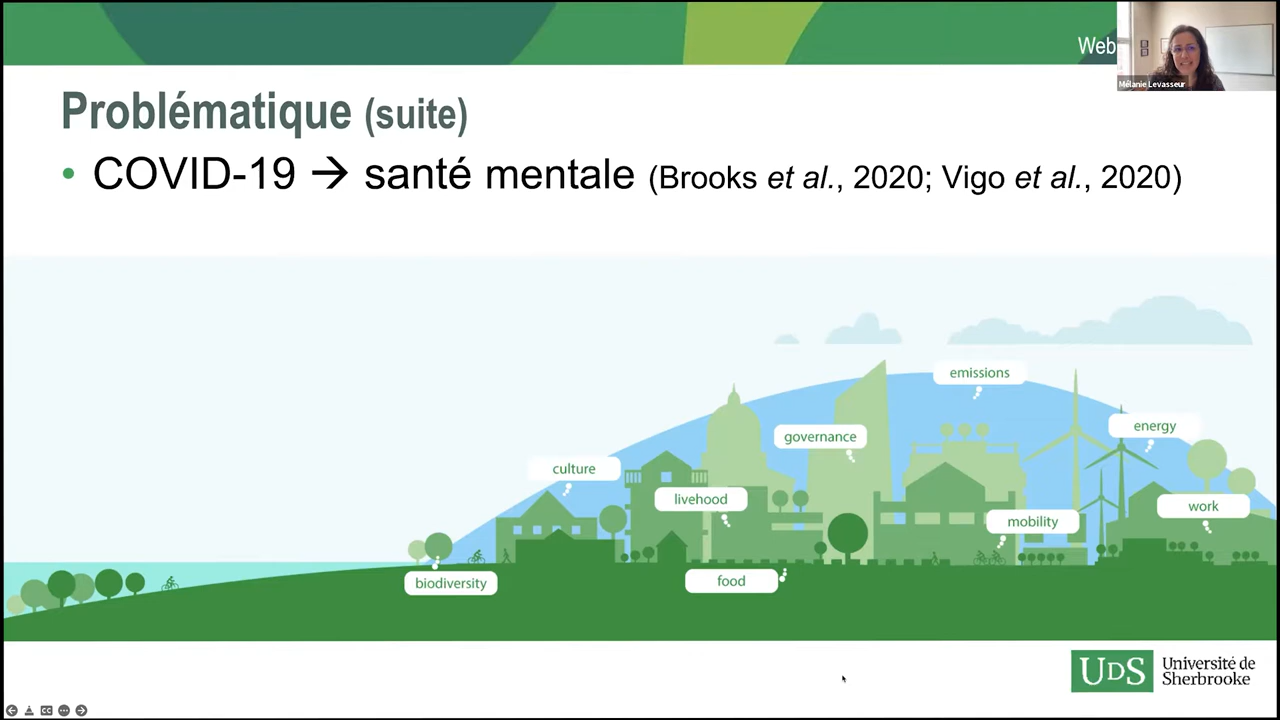 Web
Mélanie Levasseur
Problématique (suite)
• COVID-19 → santé mentale (Brooks et al., 2020; Vigo et al., 2020)
emissions
energy
governance
culture
livehood
work
mobility
biodiversity
food
UDS Université de
Sherbrooke